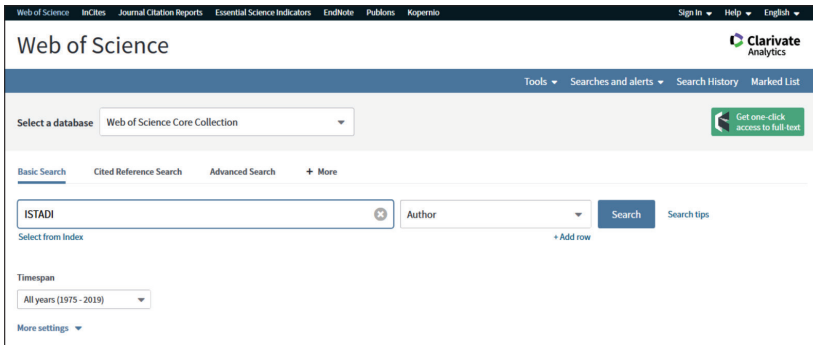 Web of Science InCites Journal Citation Reports Essential Science Indicators EndNote Publons Kopernio Sign In Help English
Web of Science
Clarivate
Analytics
Tools Searches and alerts Search History Marked List
Select a database Web of Science Core Collection
Get one-click
access to full-text
Basic Search Cited Reference Search Advanced Search + More
ISTADI Author Search Search tips
Select from Index + Add row
Timespan
All years (1975 - 2019)
More settings